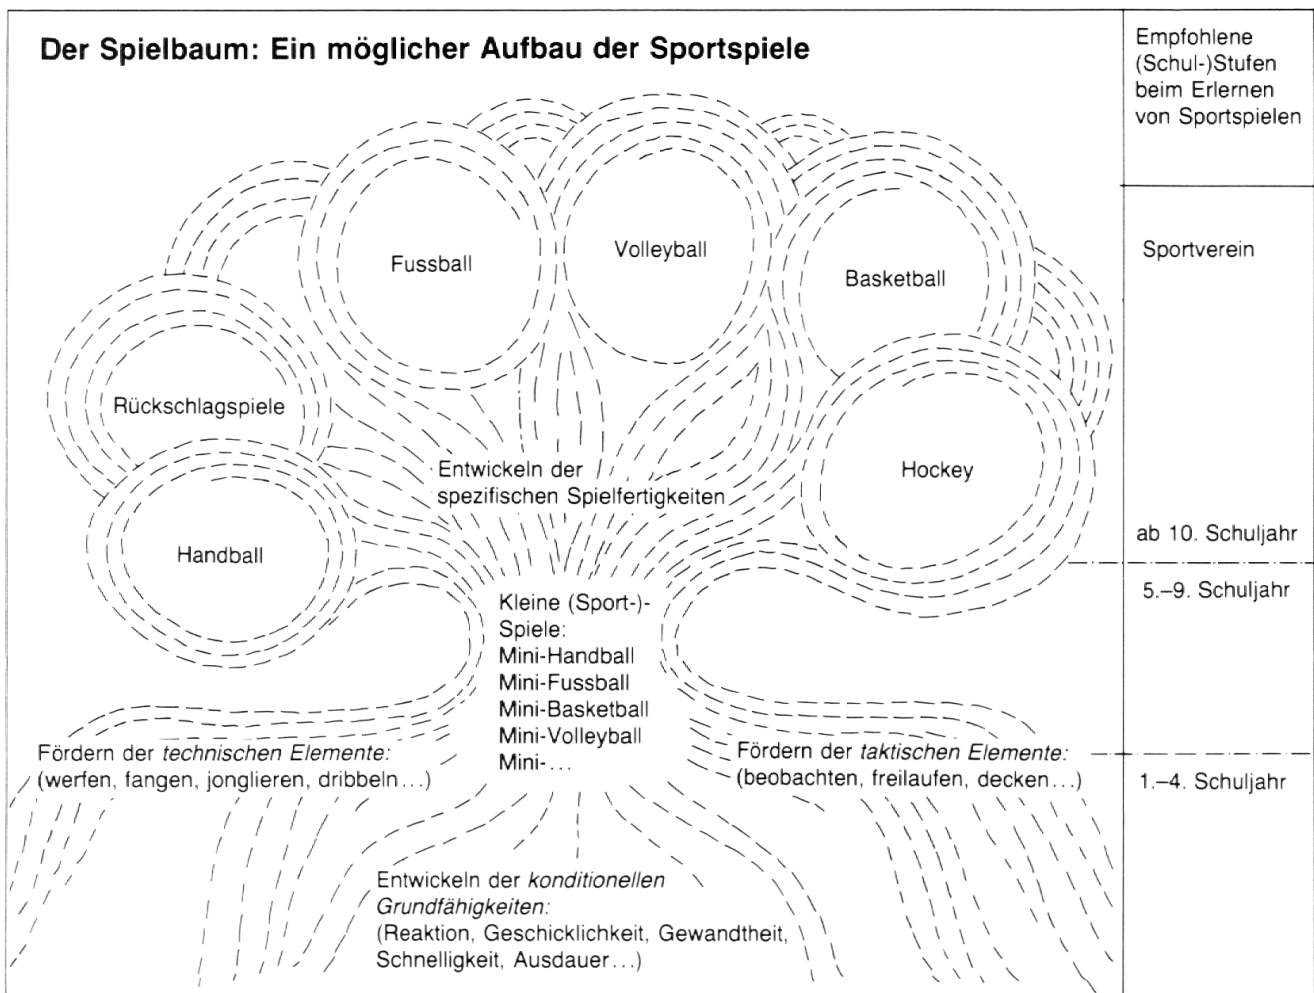 Der Spielbaum: Ein möglicher Aufbau der Sportspiele
Empfohlene
(Schul-)Stufen
beim Erlernen
von Sportspielen
Fussball
Volleyball
Basketball
Sportverein
Rückschlagspiele
Hockey
Handball
Entwickeln der
spezifischen Spielfertigkeiten
ab 10. Schuljahr
5.–9. Schuljahr
Kleine (Sport-)-
Spiele:
Mini-Handball
Mini-Fussball
Mini-Basketball
Mini-Volleyball
Mini-...
Fördern der technischen Elemente:
(werfen, fangen, jonglieren, dribbeln...)
Fördern der taktischen Elemente:
(beobachten, freilaufen, decken...)
1.–4. Schuljahr
Entwickeln der konditionellen
Grundfähigkeiten:
(Reaktion, Geschicklichkeit, Gewandtheit,
Schnelligkeit, Ausdauer...)